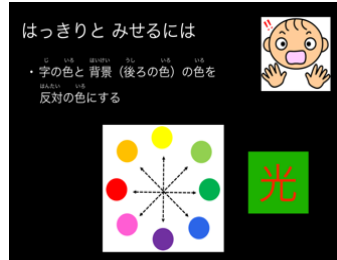 はっきりと みせるには
・字の色と 背景（後ろの色）の色を
反対の色にする
光